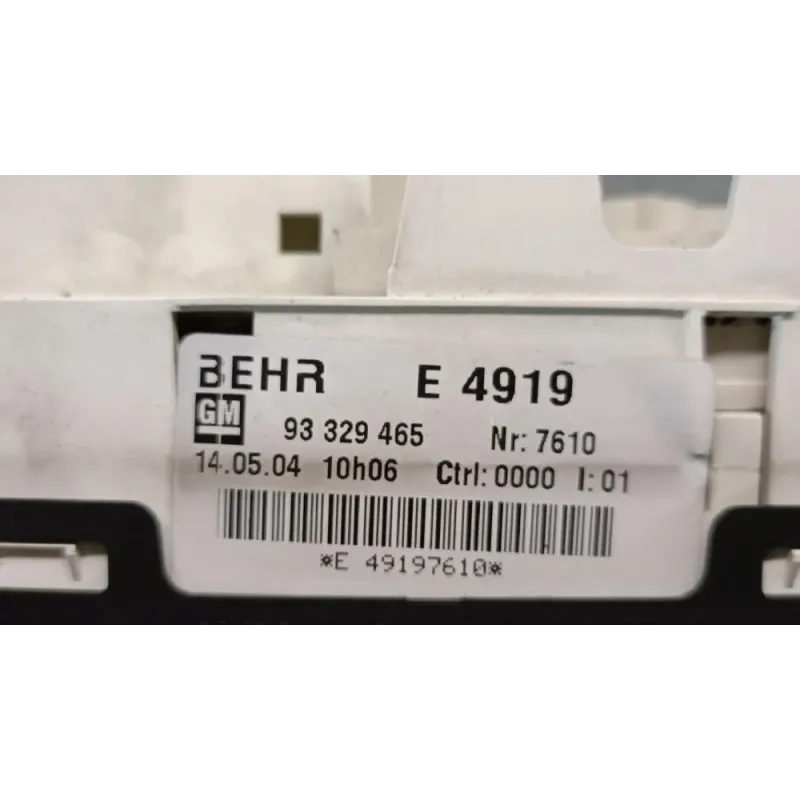 BEHR E 4919
GM 93 329 465 Nr: 7610
14.05.04 10h06 Ctrl: 0000 I: 01
*E 49197610*